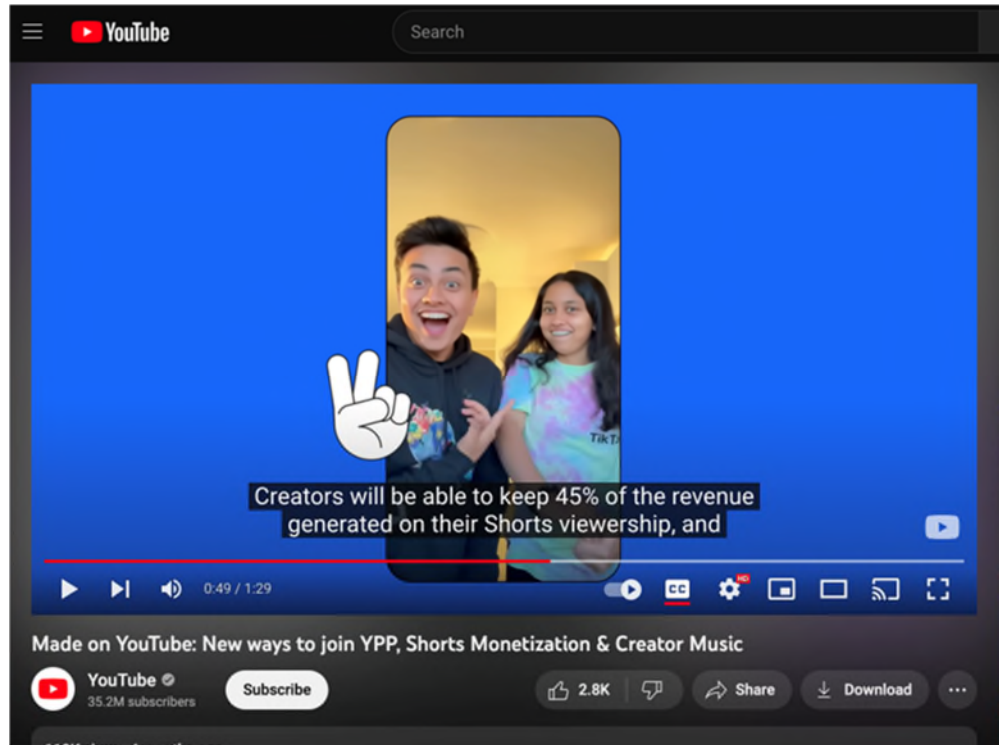 YouTube
Search
TikT
Creators will be able to keep 45% of the revenue
generated on their Shorts viewership, and
0:49 / 1:29
CC
HD
Made on YouTube: New ways to join YPP, Shorts Monetization & Creator Music
YouTube
35.2M subscribers
Subscribe
2.8K
Share
Download